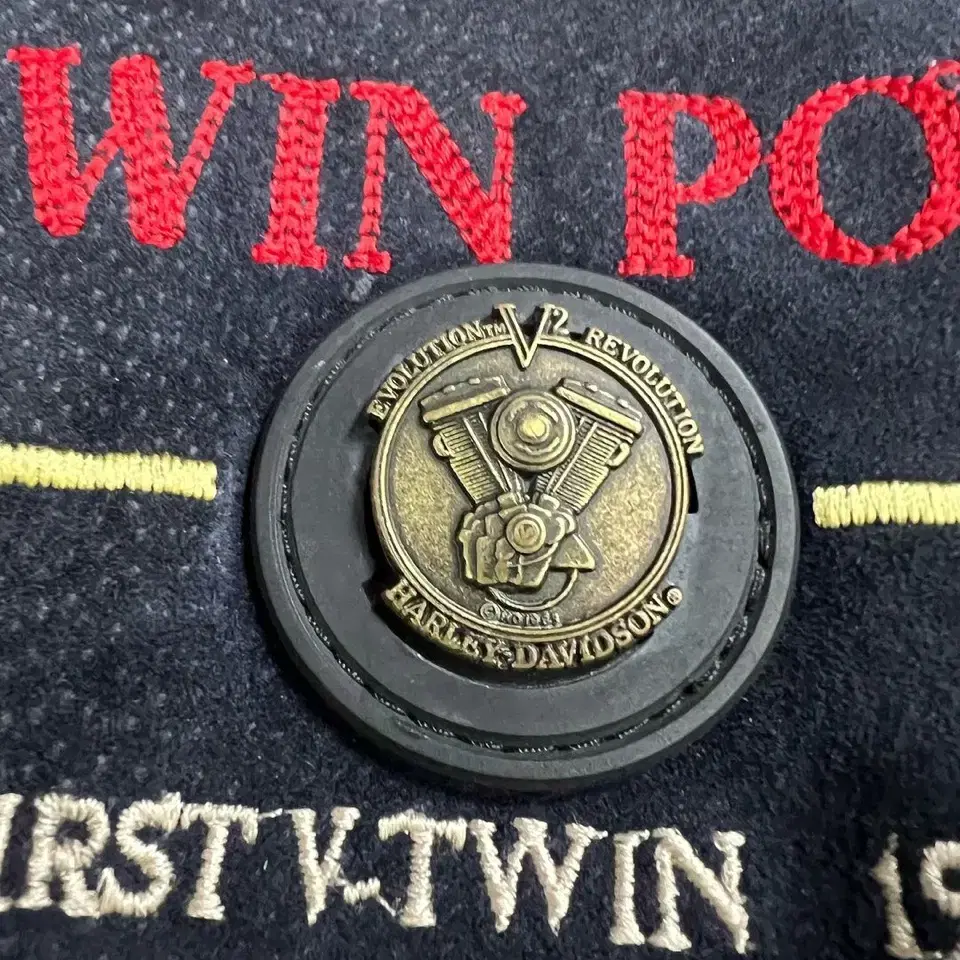 WIN PO
EVOLUTION™ V² REVOLUTION
HARLEY-DAVIDSON®
IRST V-TWIN 19